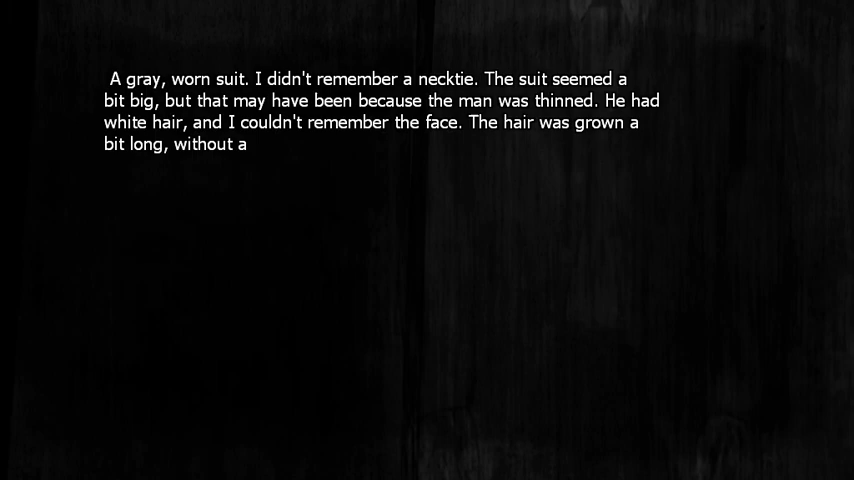 A gray, worn suit. I didn't remember a necktie. The suit seemed a
bit big, but that may have been because the man was thinned. He had
white hair, and I couldn't remember the face. The hair was grown a
bit long, without a